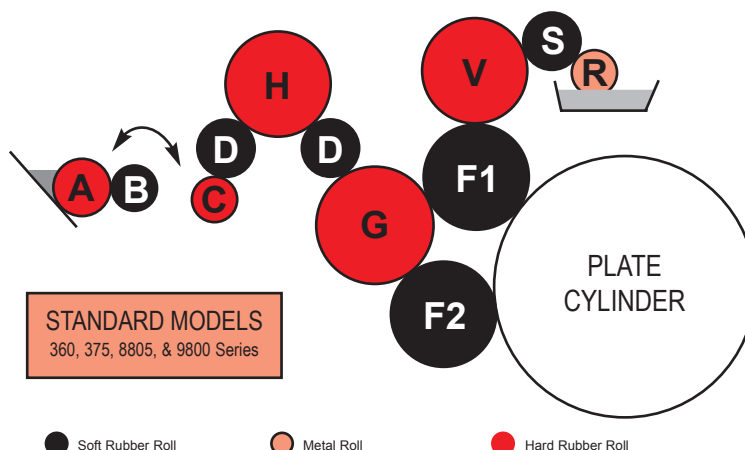 S
R
V
H
D
D
A
B
C
F1
G
F2
PLATE
CYLINDER
STANDARD MODELS
360, 375, 8805, & 9800 Series
Soft Rubber Roll
Metal Roll
Hard Rubber Roll